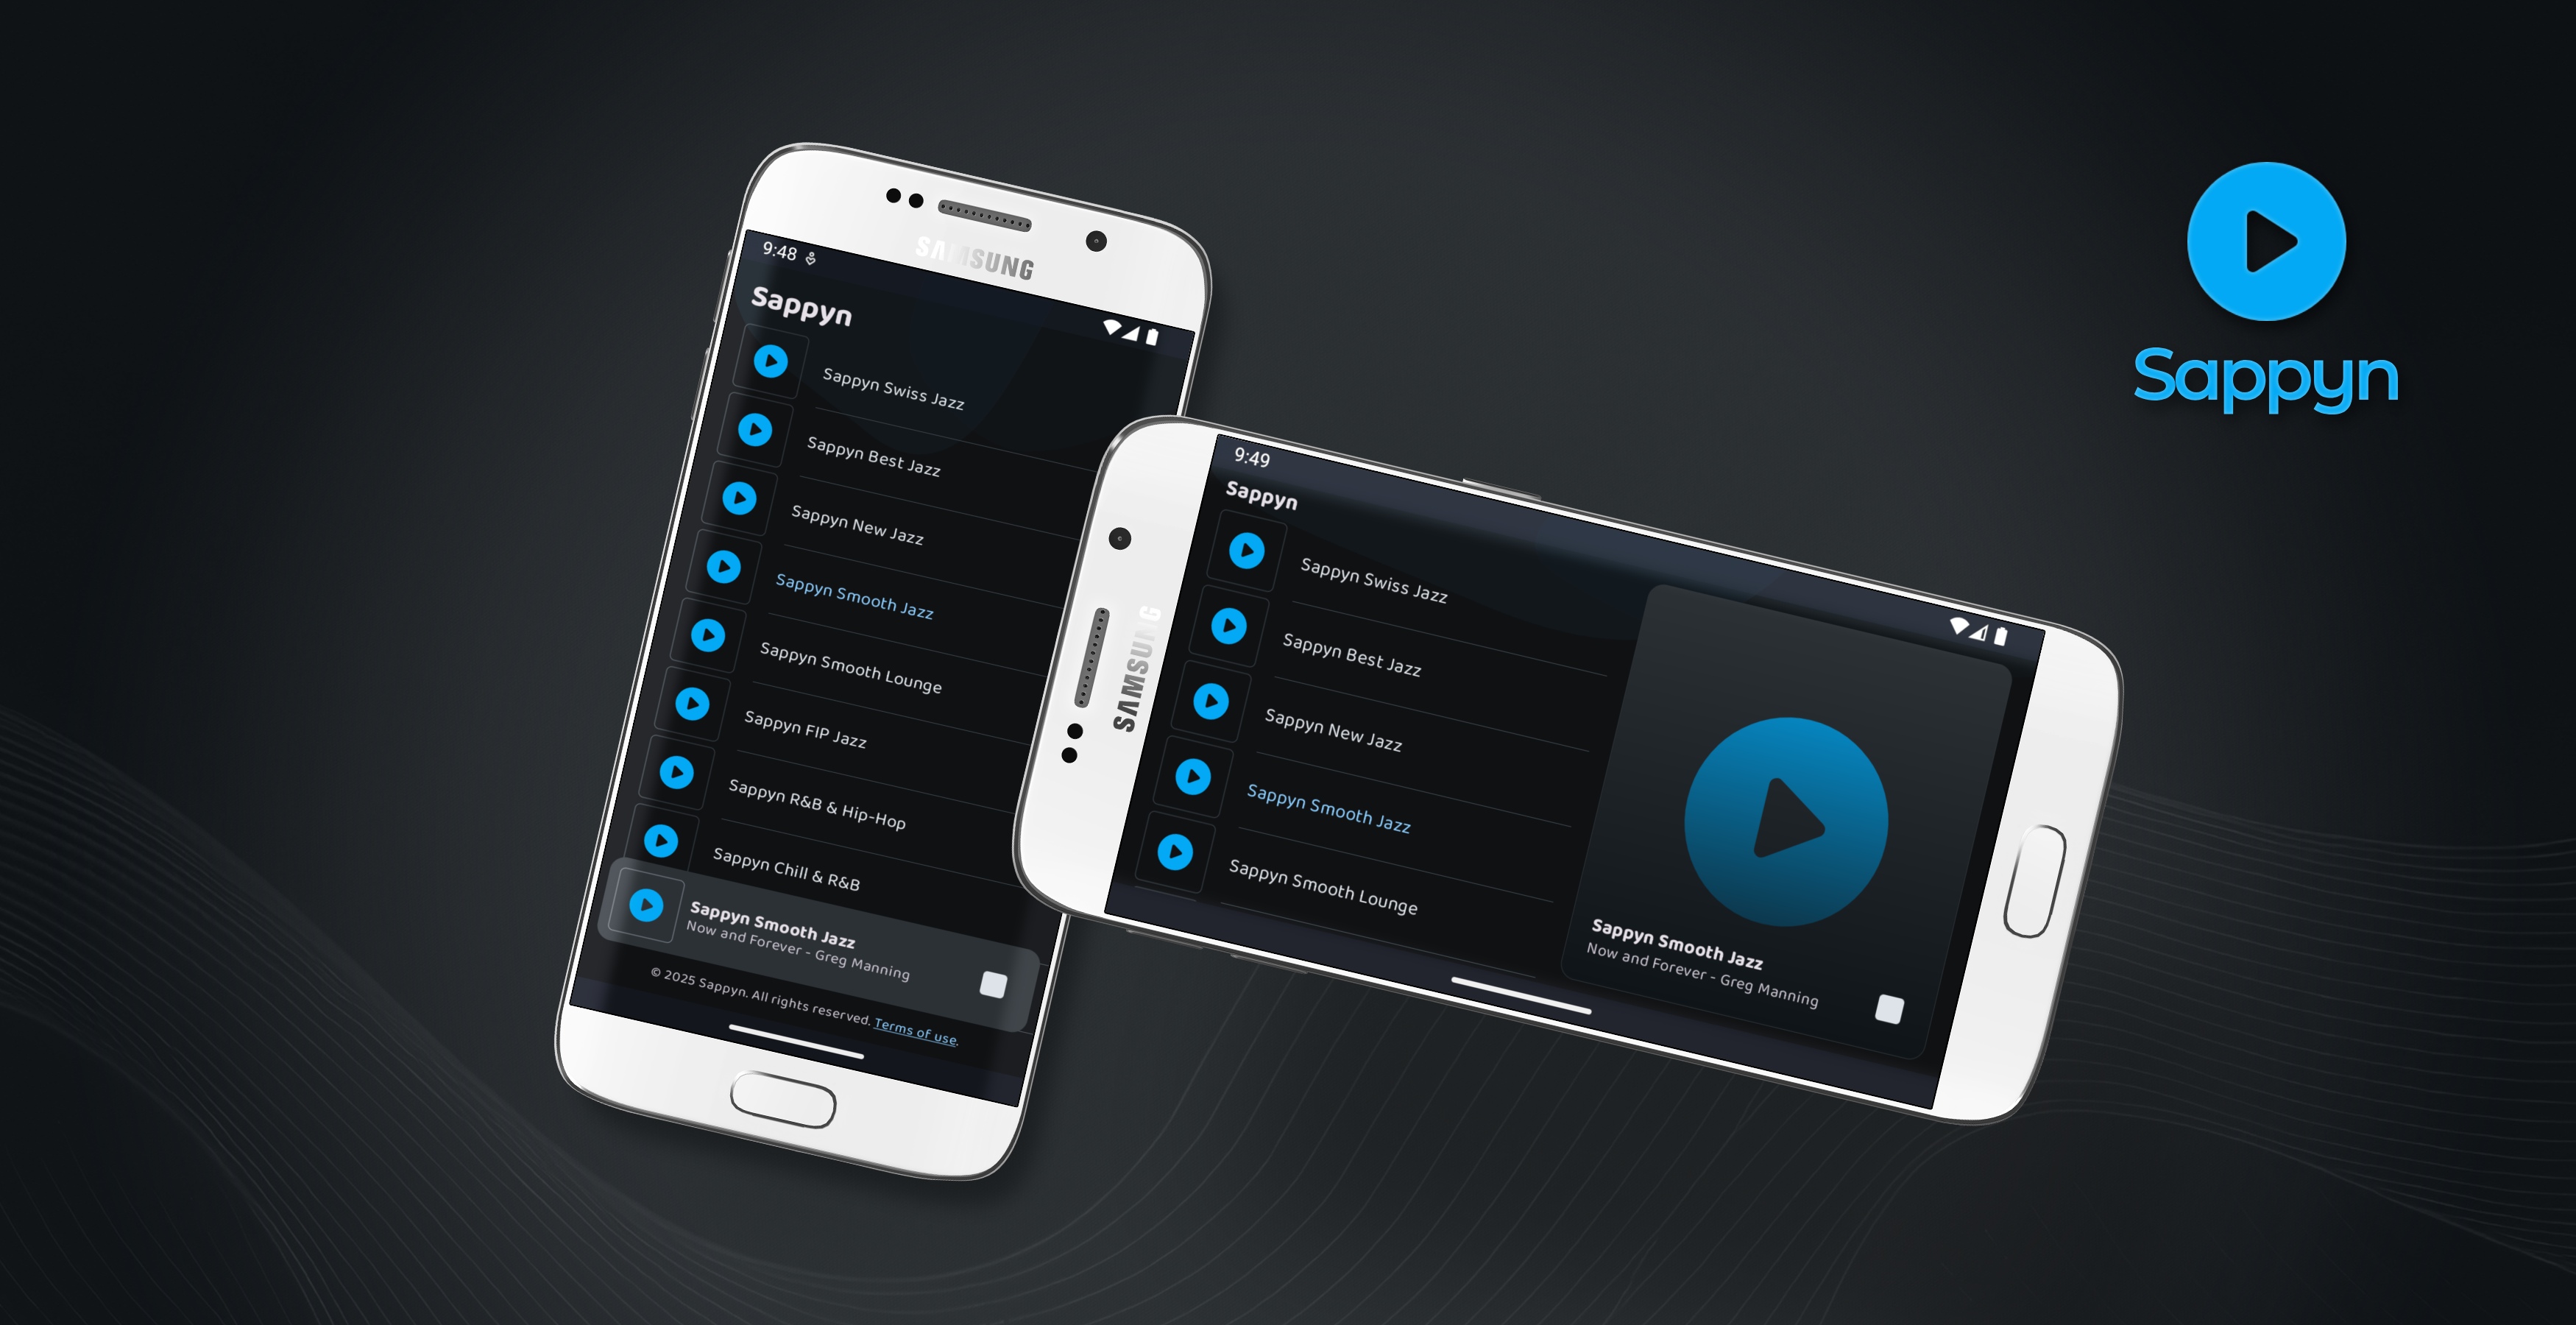 SAMSUNG
9:48
Sappyn
Sappyn Swiss Jazz
Sappyn Best Jazz
Sappyn New Jazz
Sappyn Smooth Jazz
Sappyn Smooth Lounge
Sappyn FIP Jazz
Sappyn R&B & Hip-Hop
Sappyn Chill & R&B
Sappyn Smooth Jazz
Now and Forever - Greg Manning
© 2025 Sappyn. All rights reserved. Terms of use.
SAMSUNG
9:49
Sappyn
Sappyn Swiss Jazz
Sappyn Best Jazz
Sappyn New Jazz
Sappyn Smooth Jazz
Sappyn Smooth Lounge
Sappyn Smooth Jazz
Now and Forever - Greg Manning
Sappyn